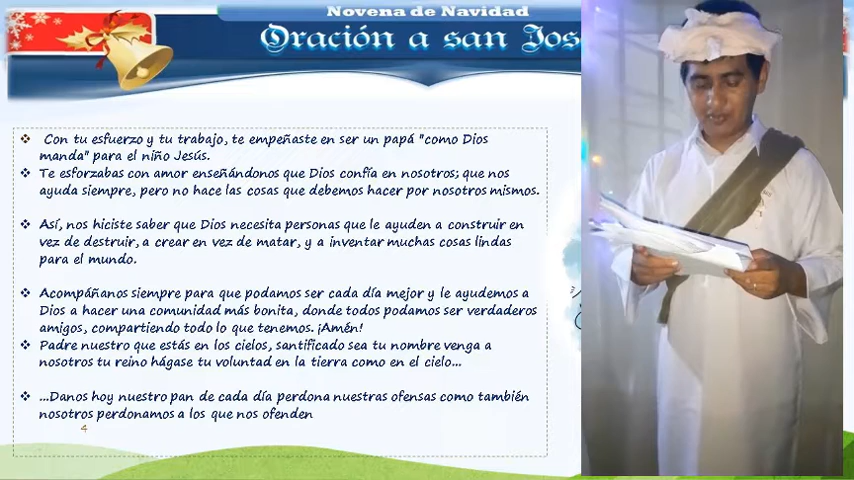 Novena de Navidad
Oración a san Jos
❖ Con tu esfuerzo y tu trabajo, te empeñaste en ser un papá "como Dios
manda" para el niño Jesús.
❖ Te esforzabas con amor enseñándonos que Dios confía en nosotros; que nos
ayuda siempre, pero no hace las cosas que debemos hacer por nosotros mismos.
❖ Así, nos hiciste saber que Dios necesita personas que le ayuden a construir en
vez de destruir, a crear en vez de matar, y a inventar muchas cosas lindas
para el mundo.
❖ Acompáñanos siempre para que podamos ser cada día mejor y le ayudemos a
Dios a hacer una comunidad más bonita, donde todos podamos ser verdaderos
amigos, compartiendo todo lo que tenemos. ¡Amén!
❖ Padre nuestro que estás en los cielos, santificado sea tu nombre venga a
nosotros tu reino hágase tu voluntad en la tierra como en el cielo...
❖ ...Danos hoy nuestro pan de cada día perdona nuestras ofensas como también
nosotros perdonamos a los que nos ofenden
4